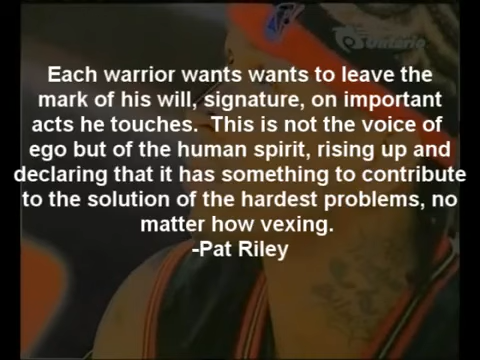 Ontario
Each warrior wants wants to leave the
mark of his will, signature, on important
acts he touches.  This is not the voice of
ego but of the human spirit, rising up and
declaring that it has something to contribute
to the solution of the hardest problems, no
matter how vexing.
-Pat Riley